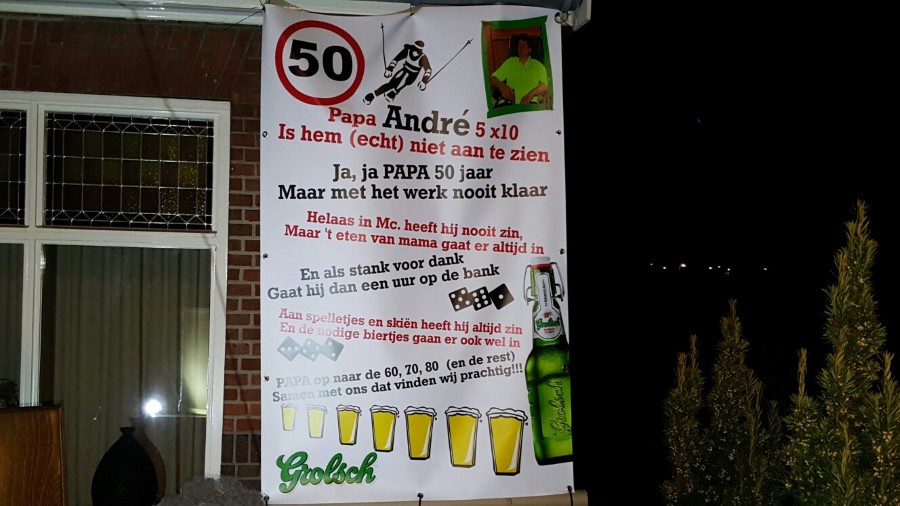 50
Papa André 5 x10
Is hem (echt) niet aan te zien
Ja, ja PAPA 50 jaar
Maar met het werk nooit klaar
Helaas in Mc. heeft hij nooit zin,
Maar 't eten van mama gaat er altijd in
En als stank voor dank
Gaat hij dan een uur op de bank
Aan spelletjes en skiën heeft hij altijd zin
En de nodige biertjes gaan er ook wel in
PAPA op naar de 60, 70, 80 (en de rest)
Samen met ons dat vinden wij prachtig!!!
Grolsch
Grolsch
Grolsch